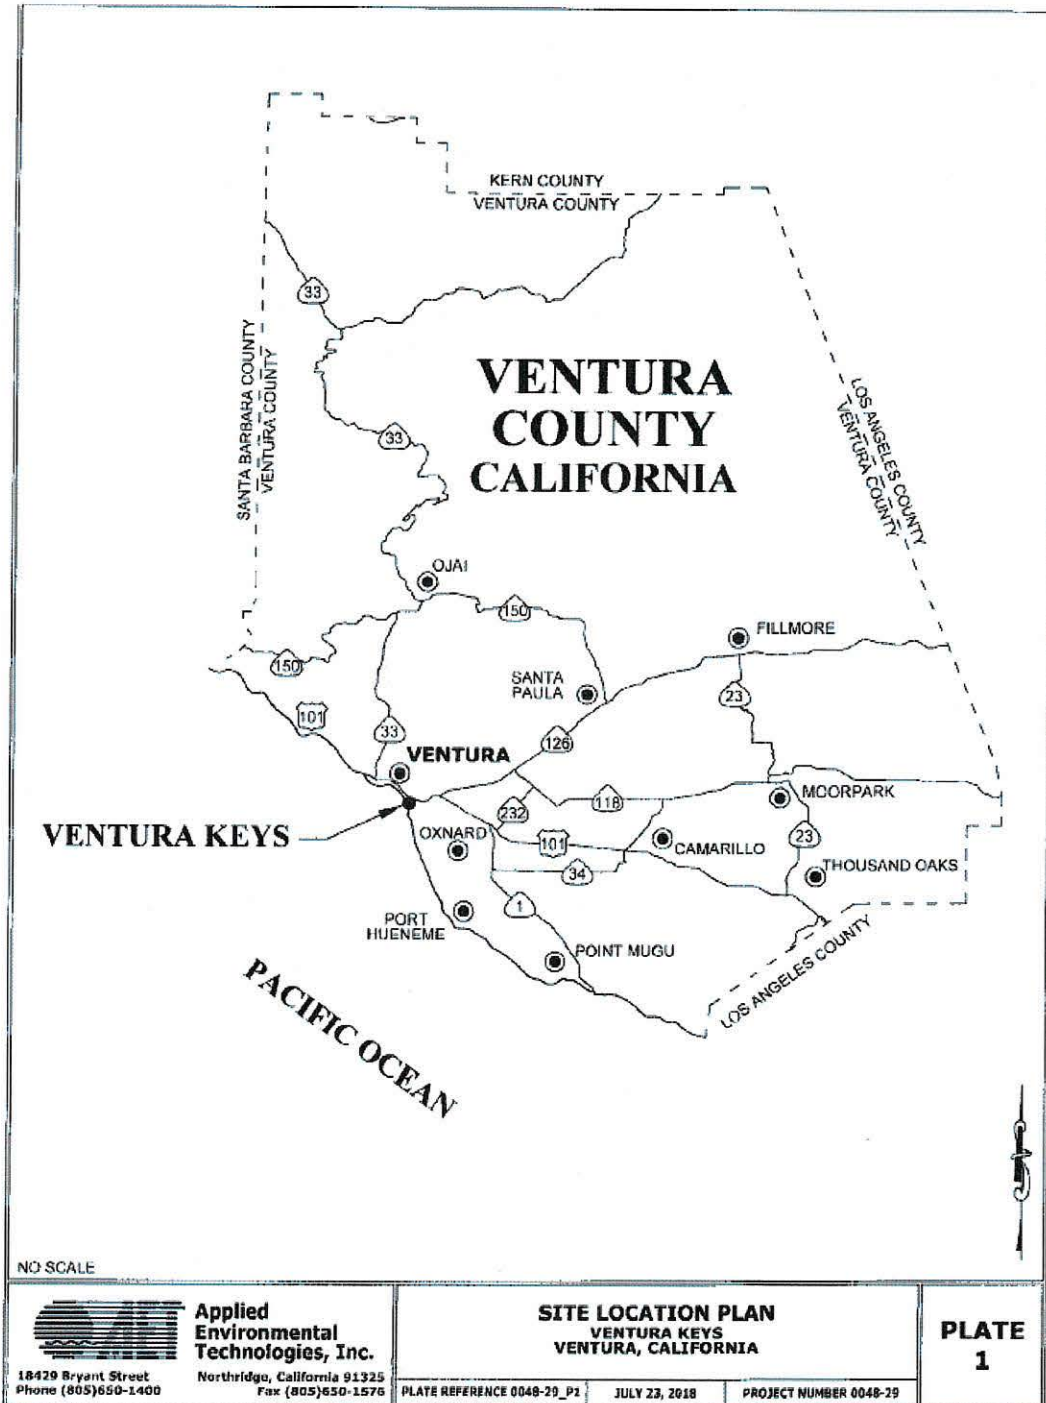 KERN COUNTY
VENTURA COUNTY
33
SANTA BARBARA COUNTY
VENTURA COUNTY
VENTURA
COUNTY
CALIFORNIA
LOS ANGELES COUNTY
VENTURA COUNTY
33
OJAI
150
FILLMORE
150
SANTA
PAULA
23
101
33
126
VENTURA
232
118
MOORPARK
VENTURA KEYS
OXNARD
101
CAMARILLO
23
34
THOUSAND OAKS
1
PORT
HUENEME
POINT MUGU
LOS ANGELES COUNTY
PACIFIC OCEAN
NO SCALE
AET
Applied
Environmental
Technologies, Inc.
18429 Bryant Street
Northridge, California 91325
Phone (805)650-1400
Fax (805)650-1576
SITE LOCATION PLAN
VENTURA KEYS
VENTURA, CALIFORNIA
PLATE REFERENCE 0048-29_P1
JULY 23, 2018
PROJECT NUMBER 0048-29
PLATE
1